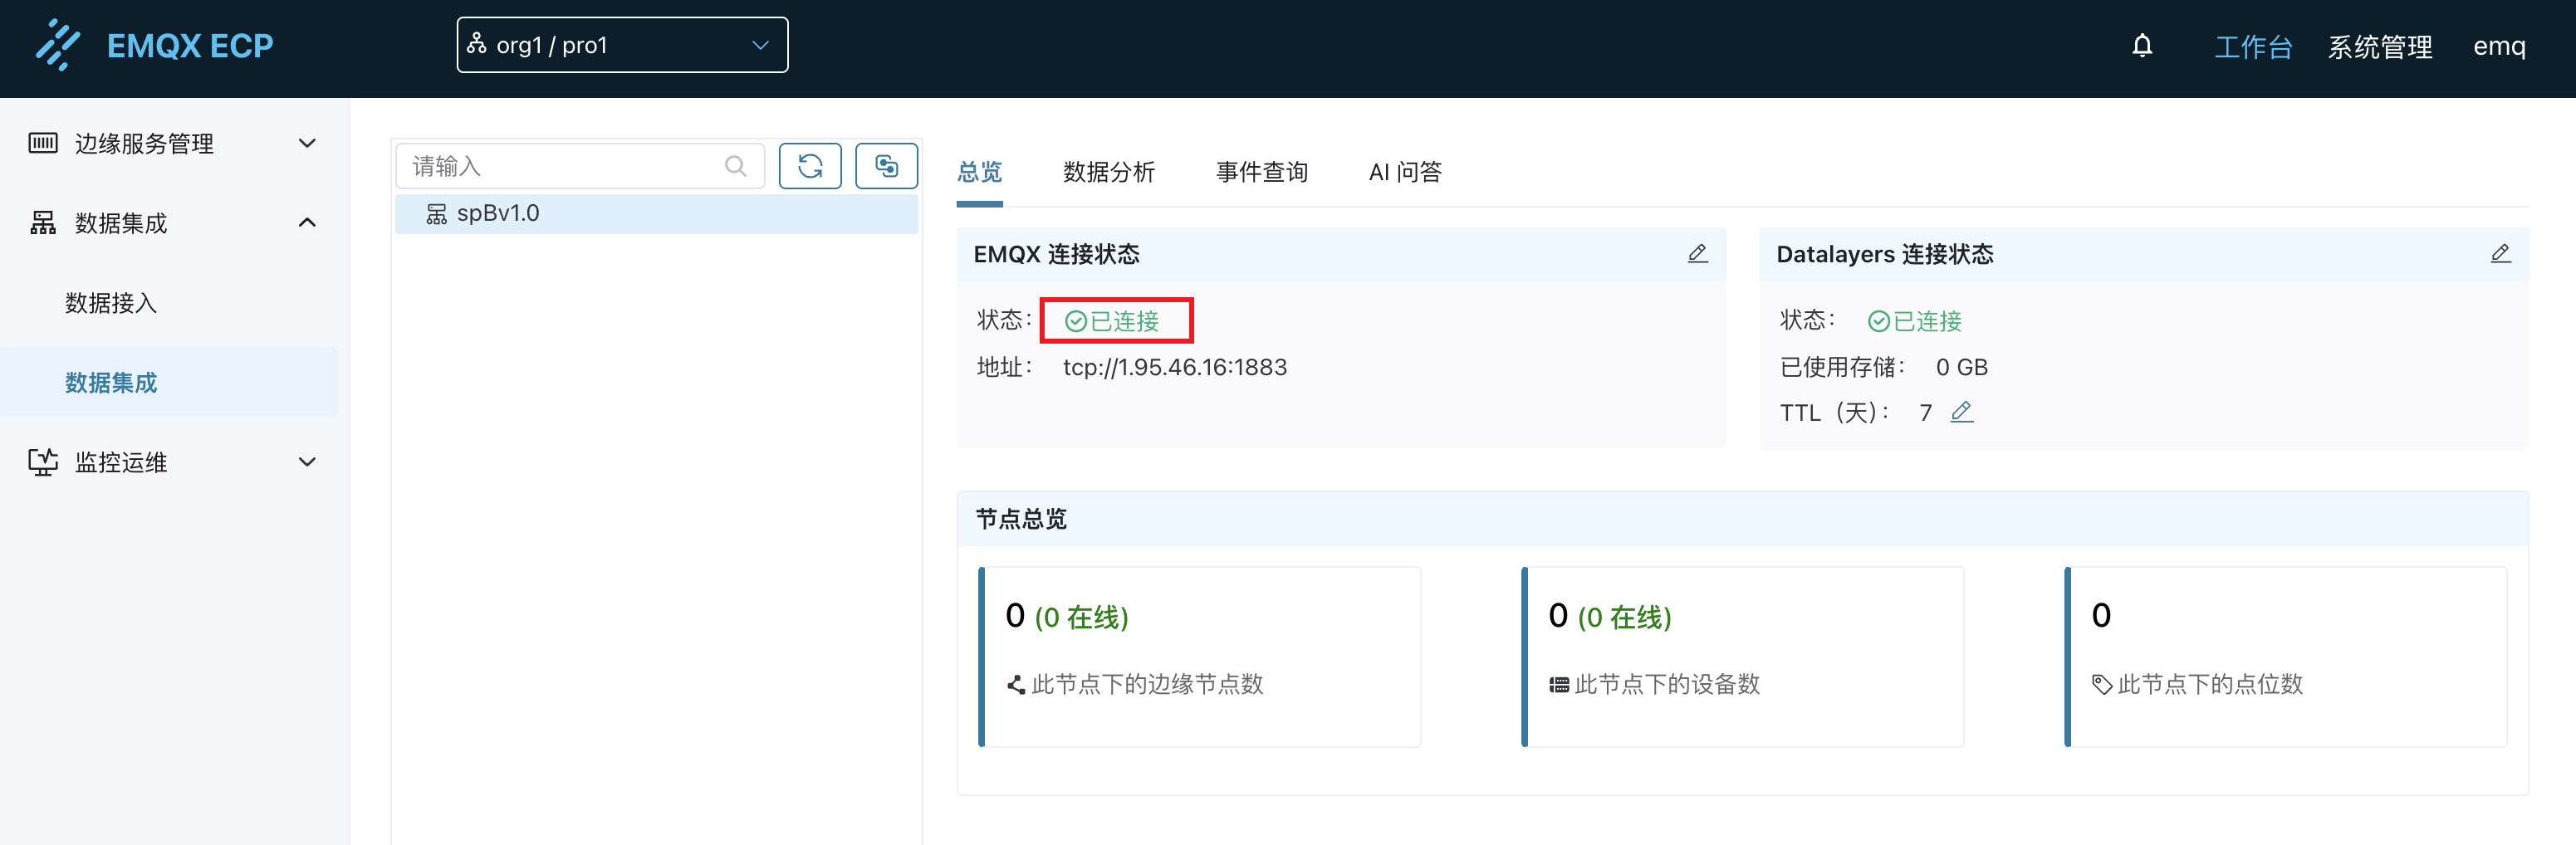 EMQX ECP
org1 / pro1
工作台
系统管理
emq
边缘服务管理
数据集成
数据接入
数据集成
监控运维
请输入
spBv1.0
总览
数据分析
事件查询
AI 问答
EMQX 连接状态
状态： 已连接
地址： tcp://1.95.46.16:1883
Datalayers 连接状态
状态： 已连接
已使用存储： 0 GB
TTL（天）： 7
节点总览
0 (0 在线)
此节点下的边缘节点数
0 (0 在线)
此节点下的设备数
0
此节点下的点位数